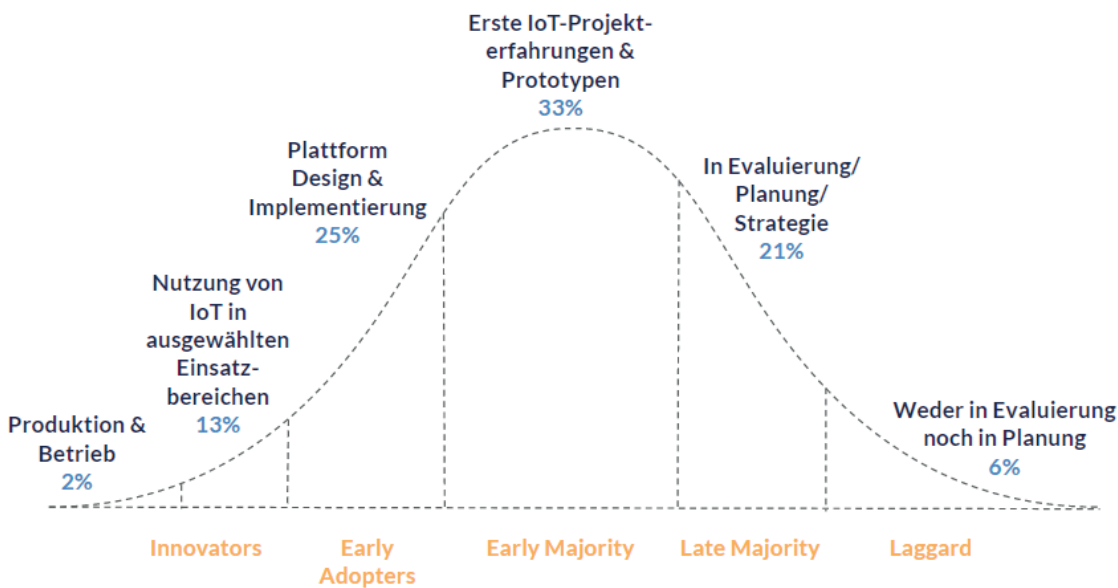 Erste IoT-Projekt-
erfahrungen &
Prototypen
33%
Plattform
Design &
Implementierung
25%
In Evaluierung/
Planung/
Strategie
21%
Nutzung von
IoT in
ausgewählten
Einsatz-
bereichen
13%
Produktion &
Betrieb
2%
Weder in Evaluierung
noch in Planung
6%
Innovators
Early
Adopters
Early Majority
Late Majority
Laggard